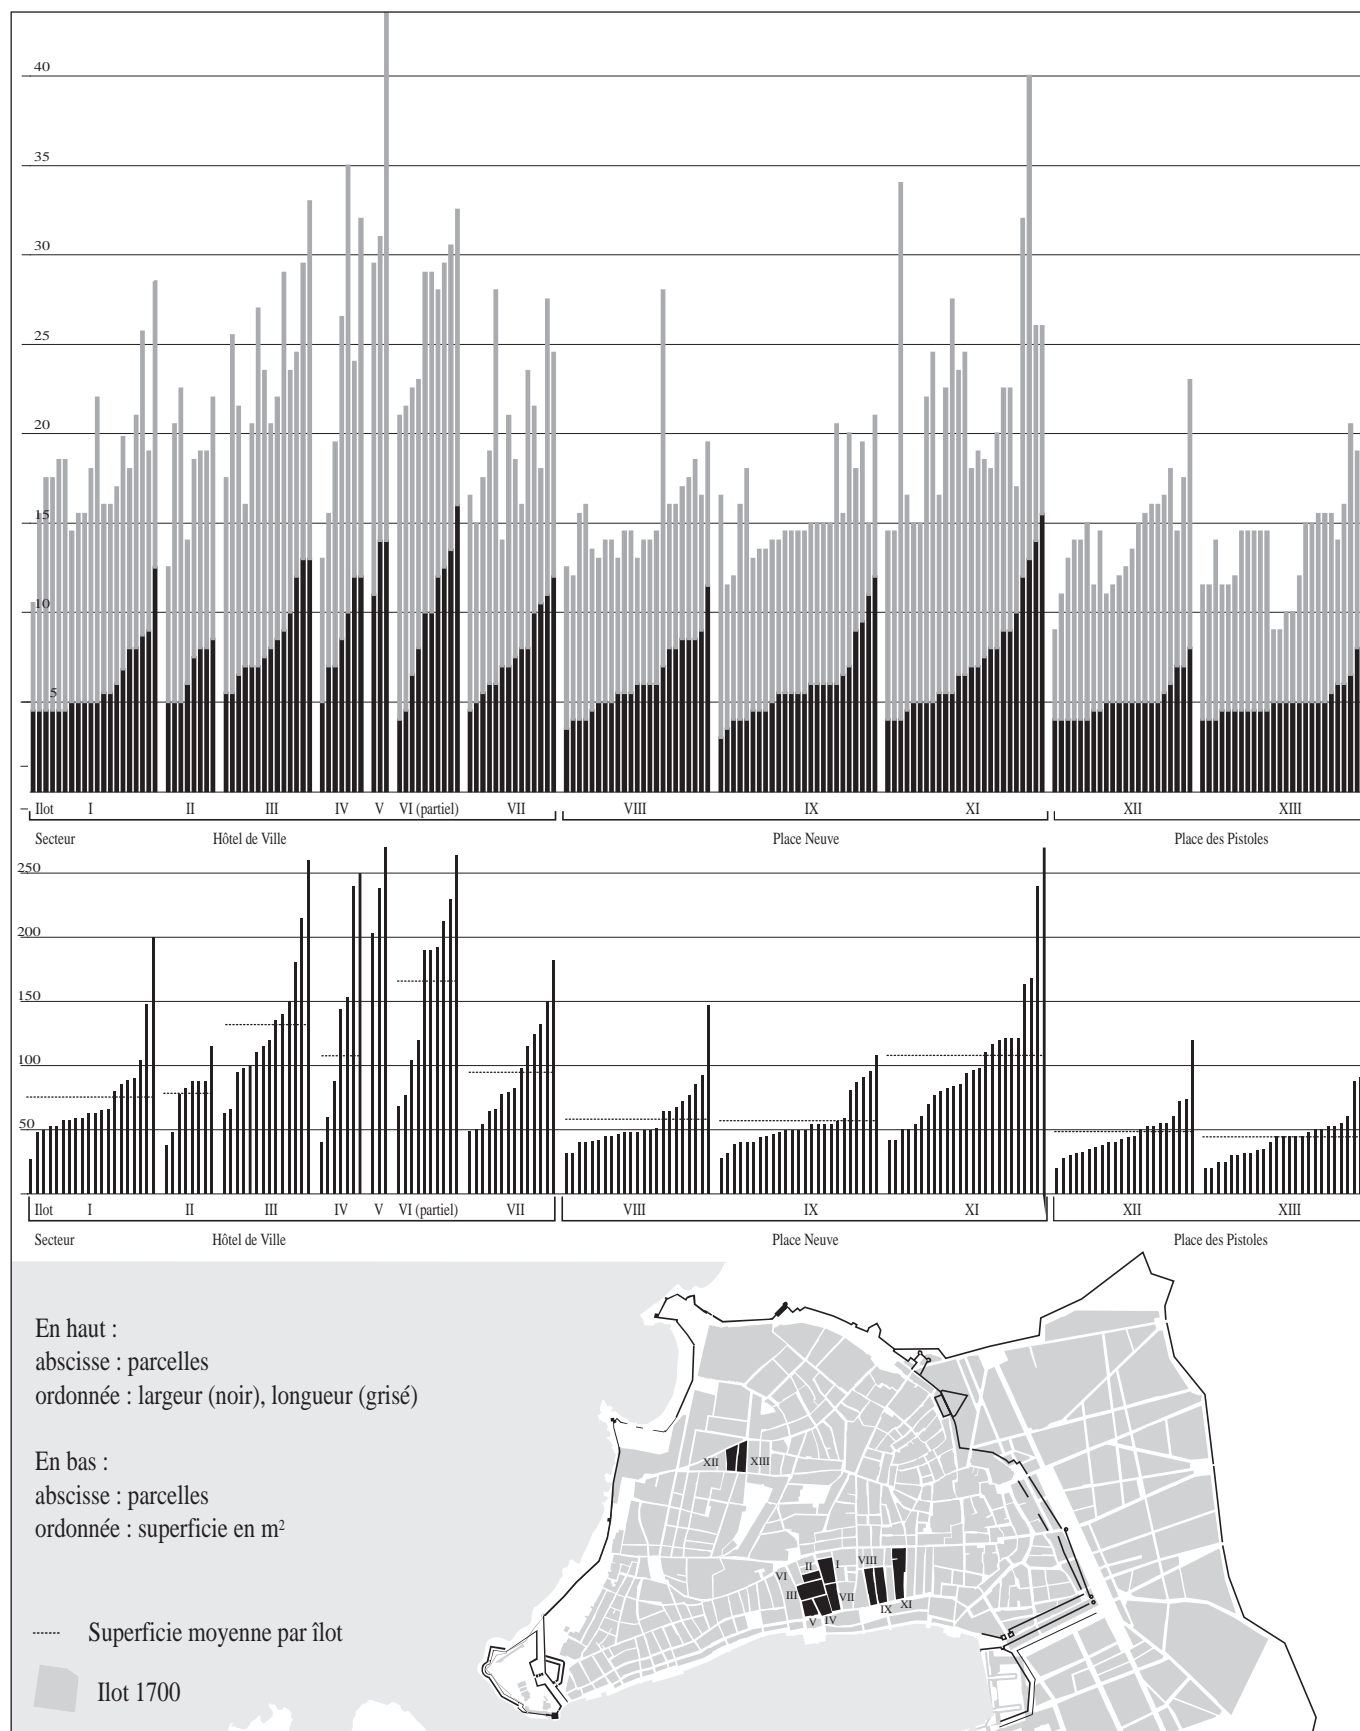 40
35
30
25
20
15
10
5
Ilot I II III IV V VI (partiel) VII VIII IX XI XII XIII
Secteur Hôtel de Ville Place Neuve Place des Pistoles
250
200
150
100
50
Ilot I II III IV V VI (partiel) VII VIII IX XI XII XIII
Secteur Hôtel de Ville Place Neuve Place des Pistoles
En haut :
abscisse : parcelles
ordonnée : largeur (noir), longueur (grisé)
En bas :
abscisse : parcelles
ordonnée : superficie en m²
Superficie moyenne par îlot
Ilot 1700
XII XIII
II I VIII
VI
III VII IX XI
V IV